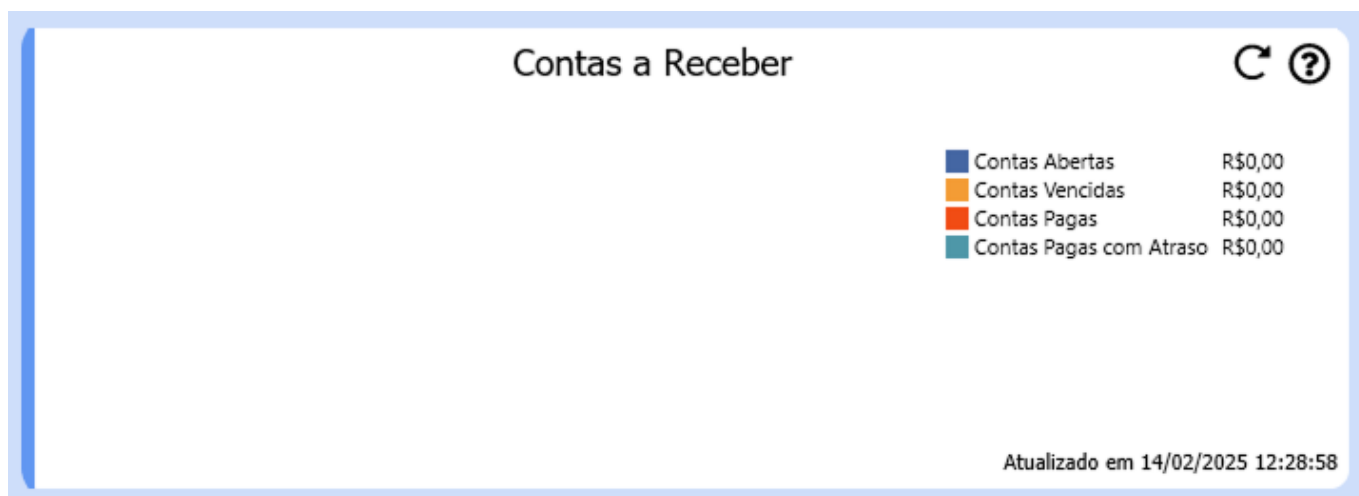 Contas a Receber
Contas Abertas R$0,00
Contas Vencidas R$0,00
Contas Pagas R$0,00
Contas Pagas com Atraso R$0,00
Atualizado em 14/02/2025 12:28:58